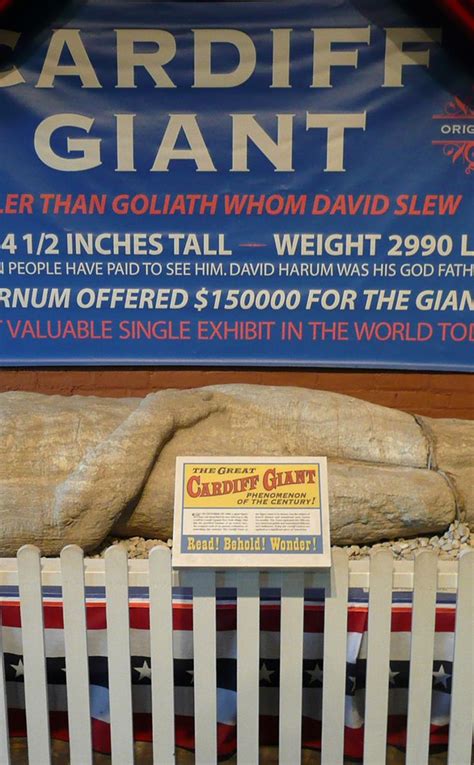 CARDIFF
GIANT
ORIG
LER THAN GOLIATH WHOM DAVID SLEW
4 1/2 INCHES TALL — WEIGHT 2990 L
N PEOPLE HAVE PAID TO SEE HIM. DAVID HARUM WAS HIS GOD FATH
RNUM OFFERED $150000 FOR THE GIAN
T VALUABLE SINGLE EXHIBIT IN THE WORLD TOD
THE GREAT
CARDIFF GIANT
PHENOMENON
OF THE CENTURY!
Read! Behold! Wonder!